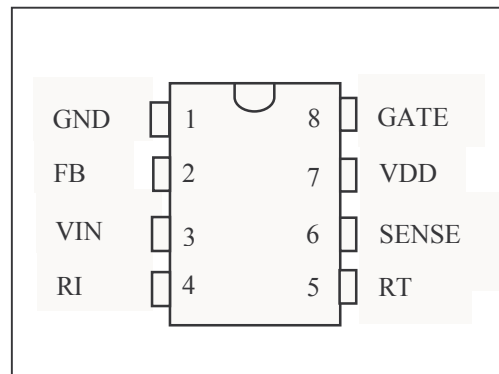 GND 1 8 GATE
FB 2 7 VDD
VIN 3 6 SENSE
RI 4 5 RT